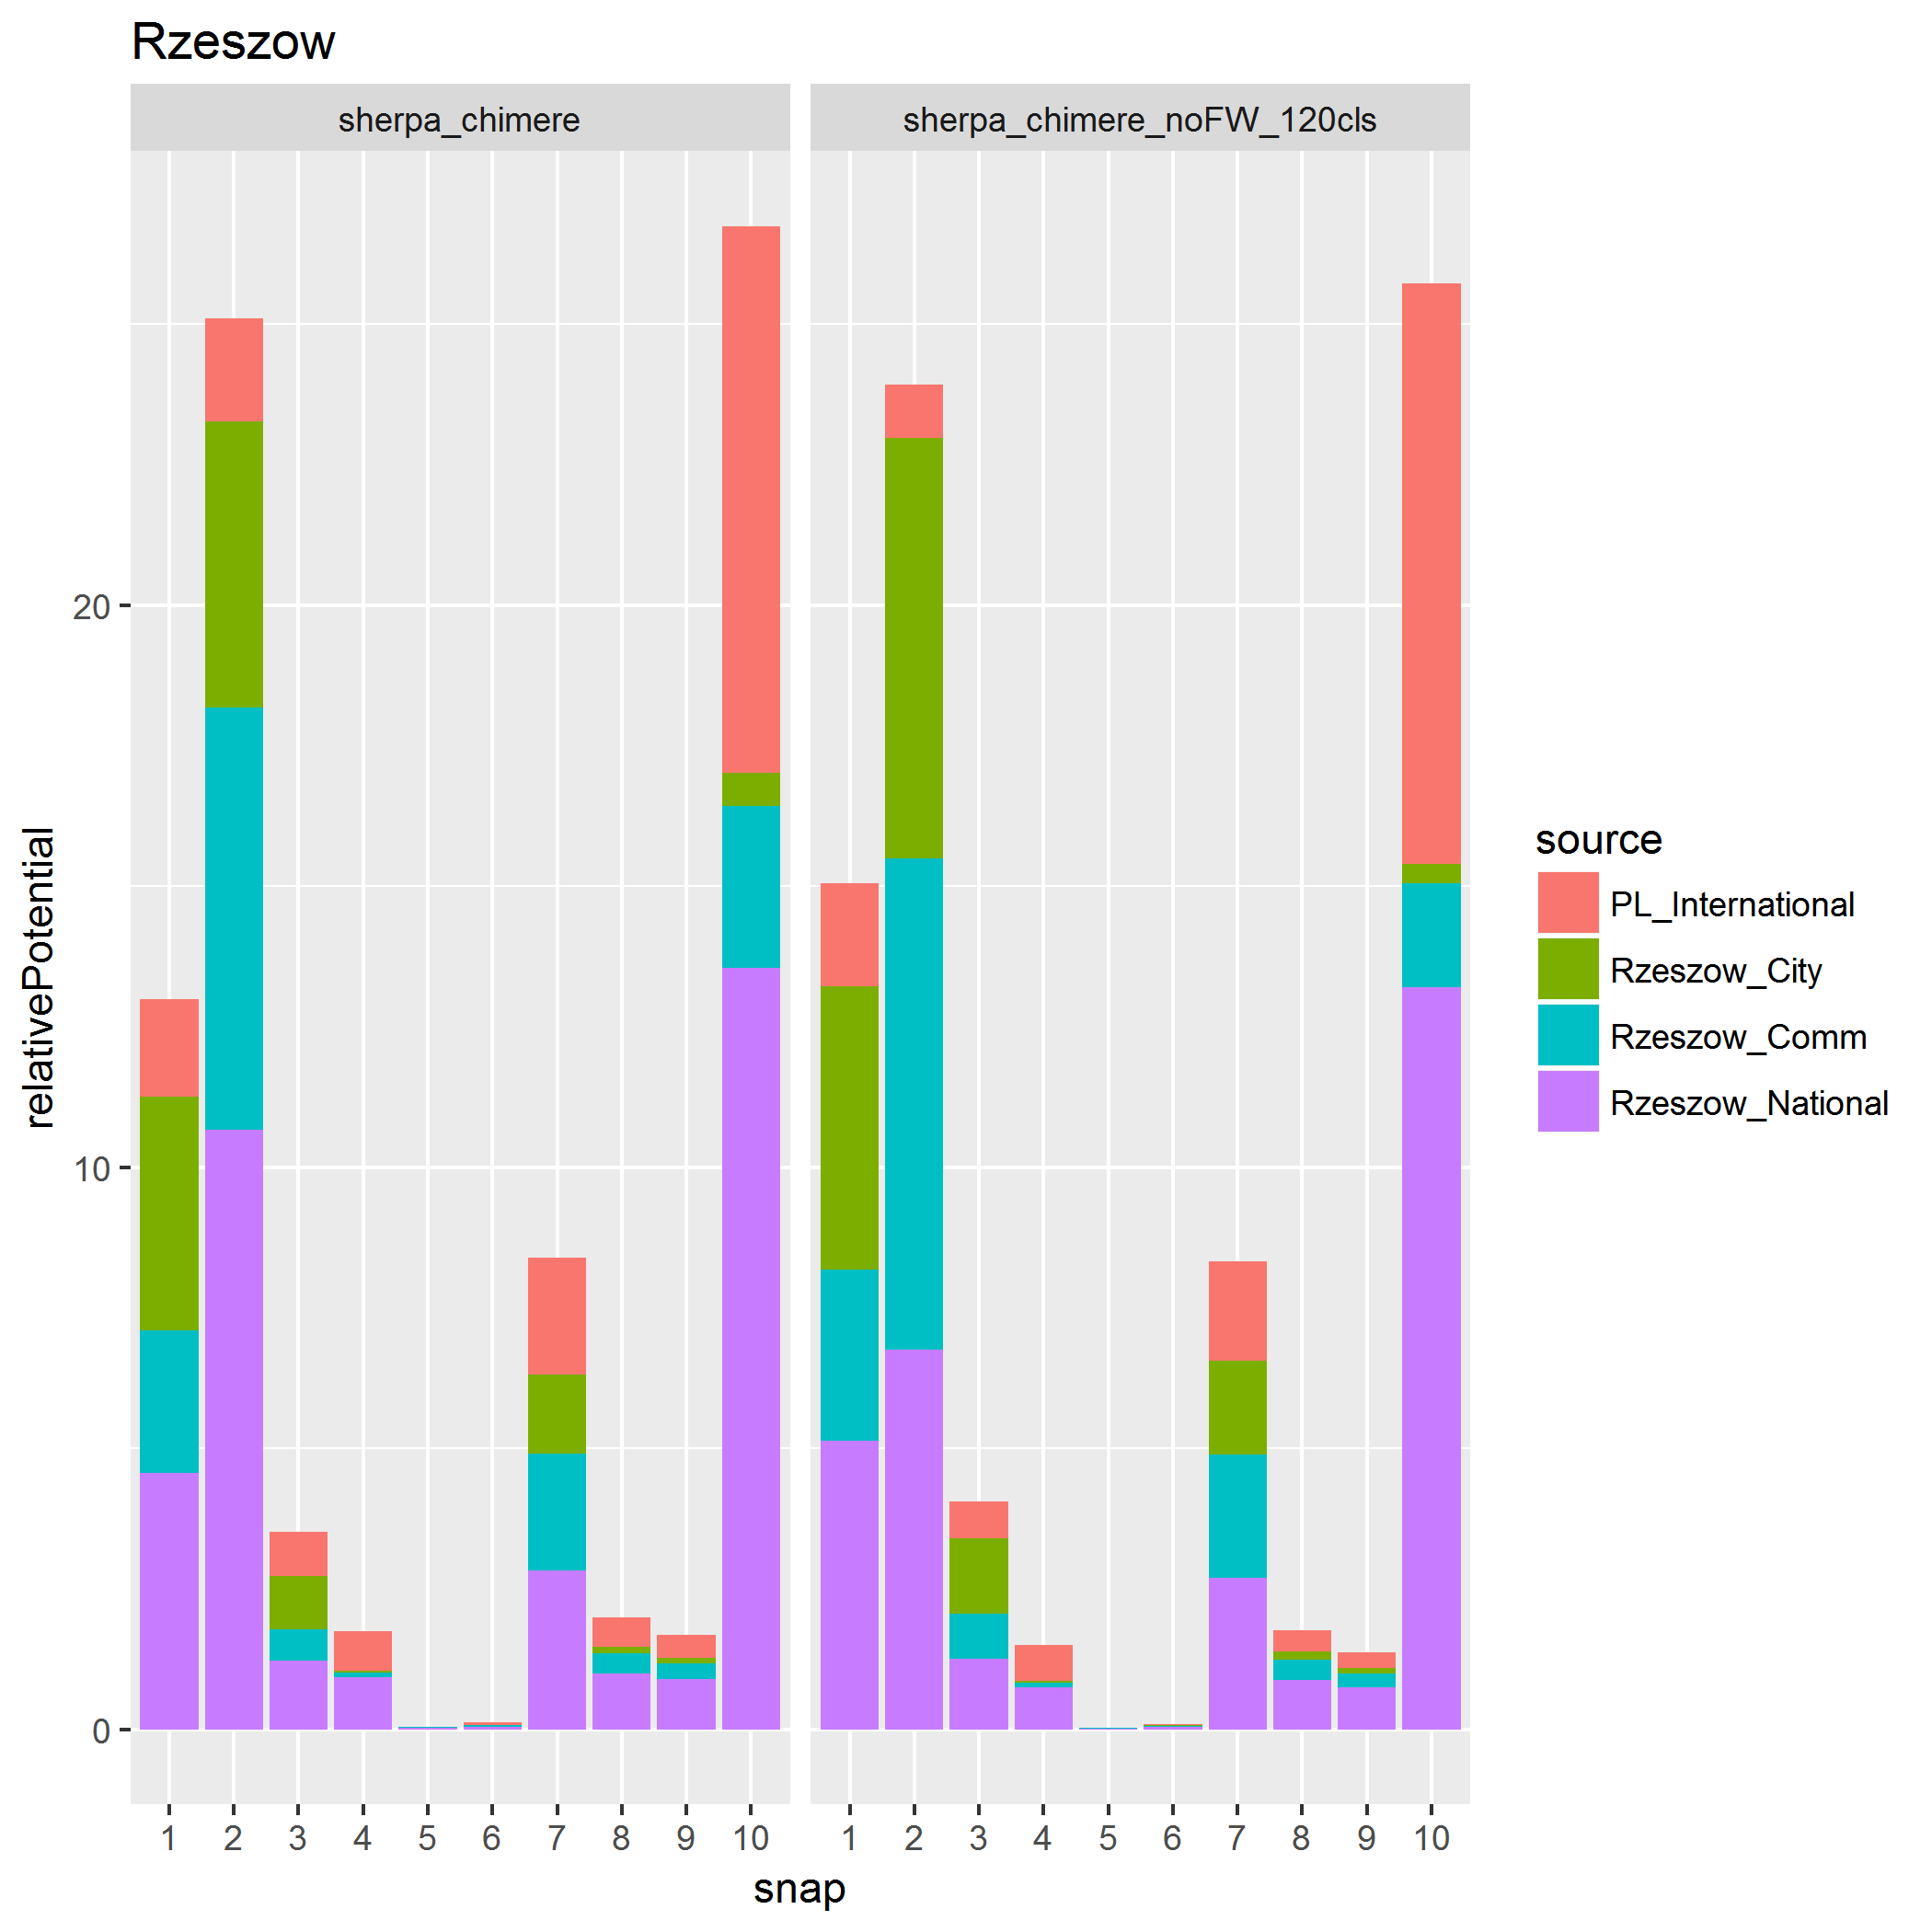 Rzeszow
sherpa_chimere
sherpa_chimere_noFW_120cls
relativePotential
20
10
0
1 2 3 4 5 6 7 8 9 10
1 2 3 4 5 6 7 8 9 10
snap
source
PL_International
Rzeszow_City
Rzeszow_Comm
Rzeszow_National